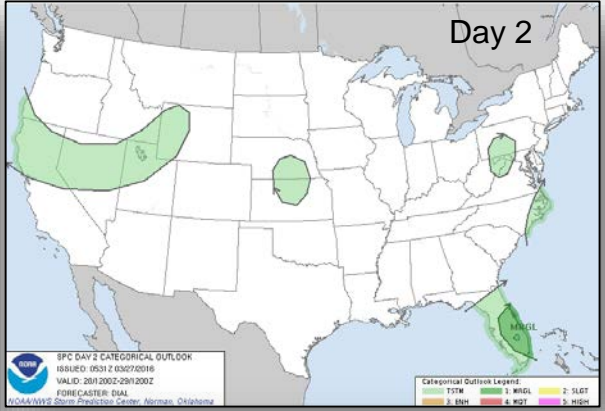 Day 2
MRGL
NOAA
SPC DAY 2 CATEGORICAL OUTLOOK
ISSUED: 0531Z 03/27/2016
VALID: 28/1200Z-29/1200Z
FORECASTER: DIAL
NOAA/NWS Storm Prediction Center, Norman, Oklahoma
Categorical Outlook Legend:
TSTM 1: MRGL 2: SLGT
3: ENH 4: MDT 5: HIGH